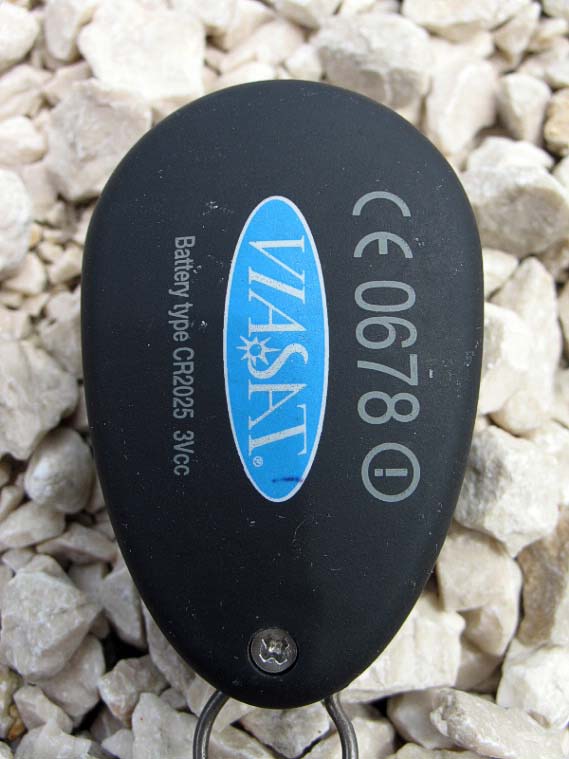 CE 0678
VIASAT®
Battery type CR2025 3Vcc